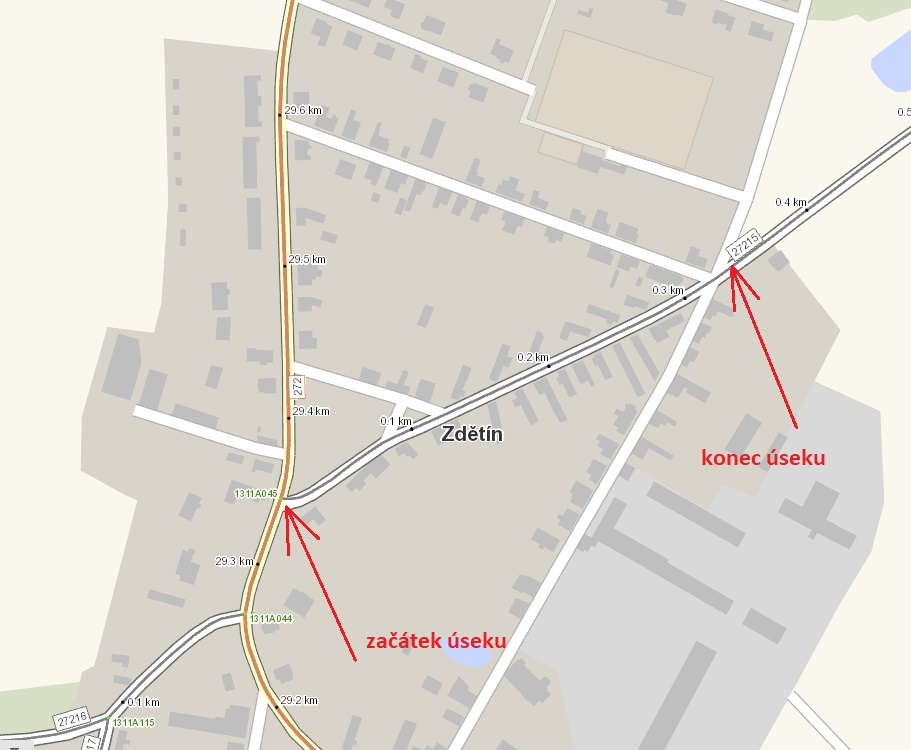 29.6 km
0.5
0.4 km
27215
29.5 km
0.3 km
0.2 km
272
29.4 km
0.1 km
Zdětín
konec úseku
1311A045
29.3 km
1311A044
začátek úseku
29.2 km
0.1 km
27216
1311A115
17